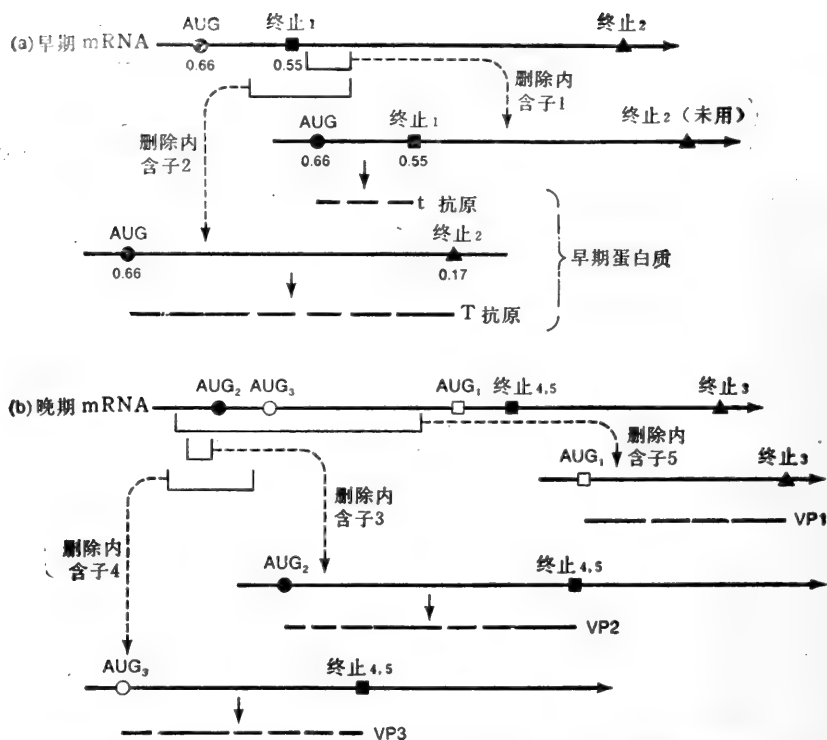 AUG
终止1
终止2
(a)早期 mRNA
0.66
0.55
删除内
含子1
删除内
含子2
AUG
终止1
终止2（未用）
0.66
0.55
t 抗原
AUG
终止2
0.66
0.17
早期蛋白质
T 抗原
AUG₂
AUG₃
AUG₁
终止4,5
终止3
(b)晚期 mRNA
删除内
含子5
AUG₁
终止3
VP1
删除内
含子3
删除内
含子4
AUG₂
终止4,5
VP2
AUG₃
终止4,5
VP3